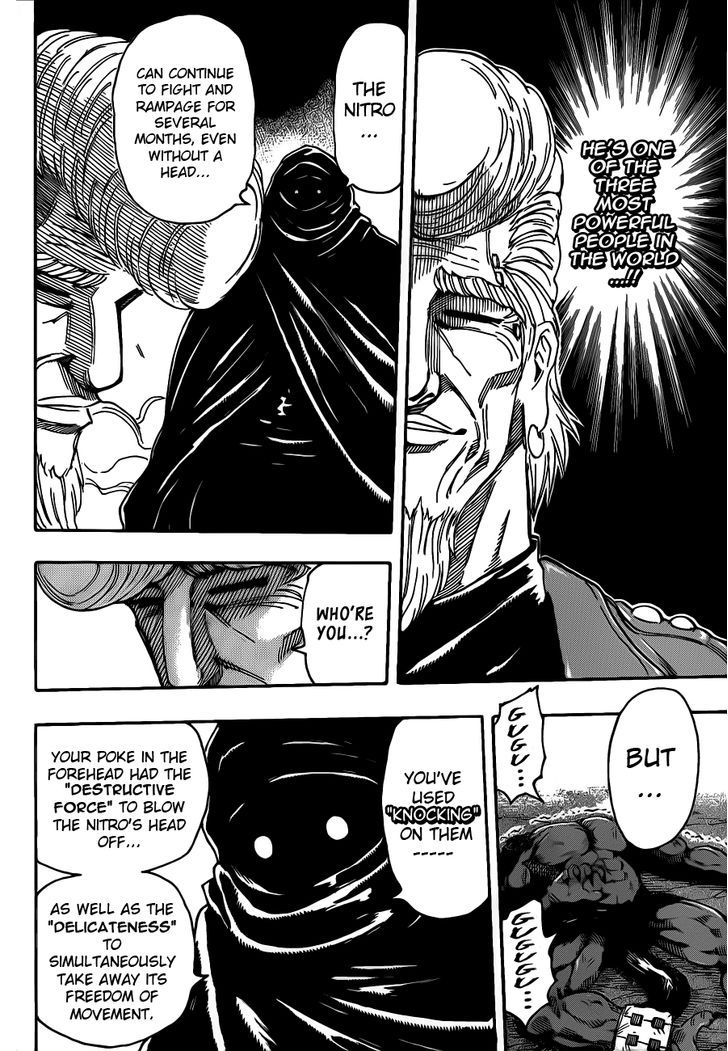 HE'S ONE
OF THE
THREE
MOST
POWERFUL
PEOPLE IN
THE WORLD
...!!
THE
NITRO
...
CAN CONTINUE
TO FIGHT AND
RAMPAGE FOR
SEVERAL
MONTHS, EVEN
WITHOUT A
HEAD...
WHO'RE
YOU...?
BUT
...
GUGU...
GUGUGU...
YOU'VE
USED
"KNOCKING"
ON THEM
-----
YOUR POKE IN THE
FOREHEAD HAD THE
"DESTRUCTIVE
FORCE" TO BLOW
THE NITRO'S HEAD
OFF...
AS WELL AS THE
"DELICATENESS"
TO
SIMULTANEOUSLY
TAKE AWAY ITS
FREEDOM OF
MOVEMENT.